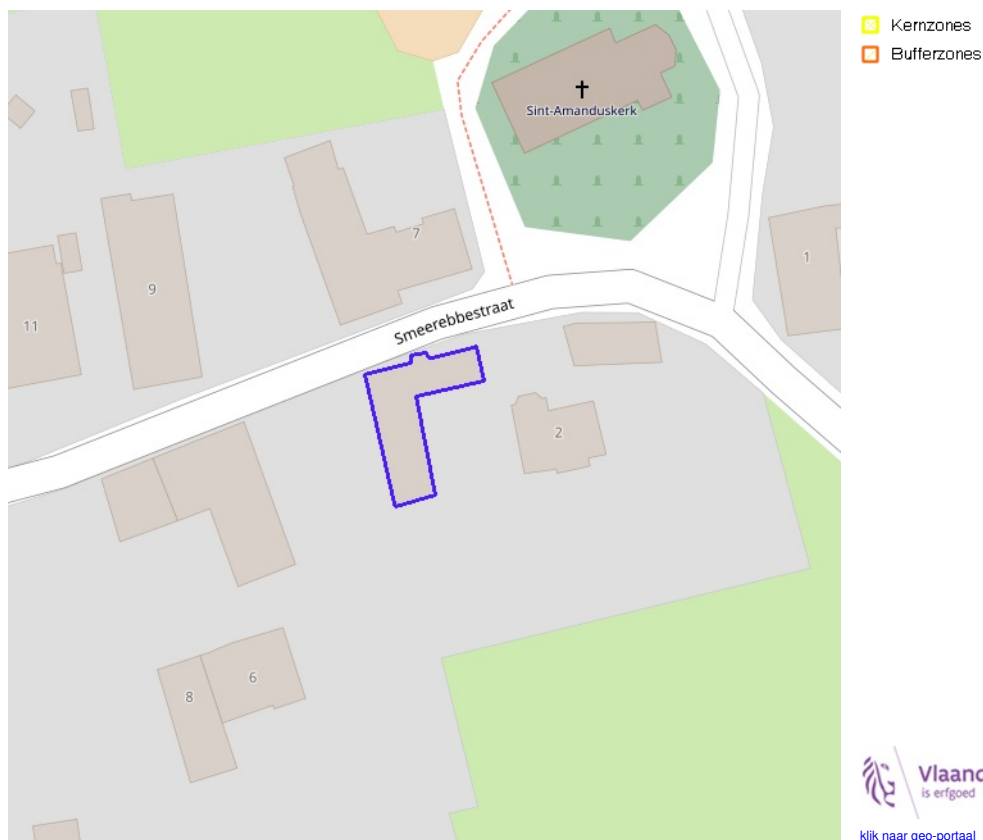 Kernzones
Bufferzones
Sint-Amanduskerk
7
1
9
11
Smeerebbestraat
2
6
8
Vlaand
is erfgoed
klik naar geo-portaal